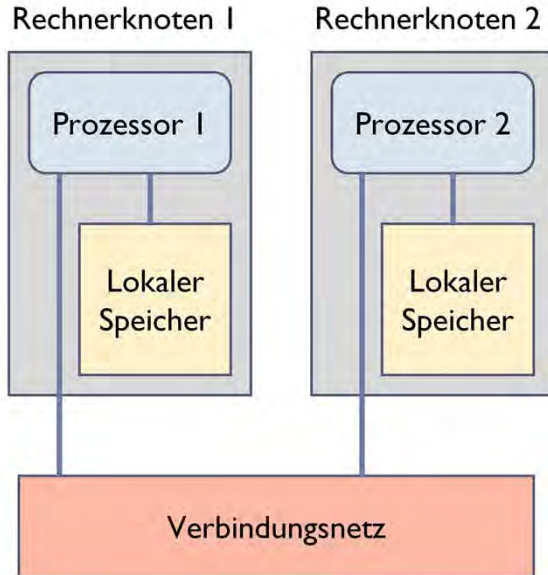 Rechnerknoten 1
Rechnerknoten 2
Prozessor 1
Prozessor 2
Lokaler
Speicher
Lokaler
Speicher
Verbindungsnetz